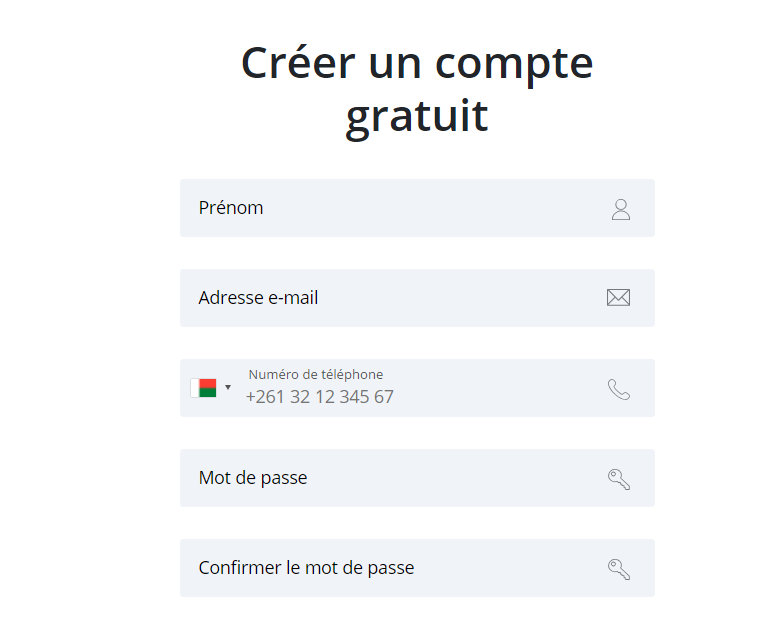 Créer un compte
gratuit
Prénom
Adresse e-mail
Numéro de téléphone
+261 32 12 345 67
Mot de passe
Confirmer le mot de passe